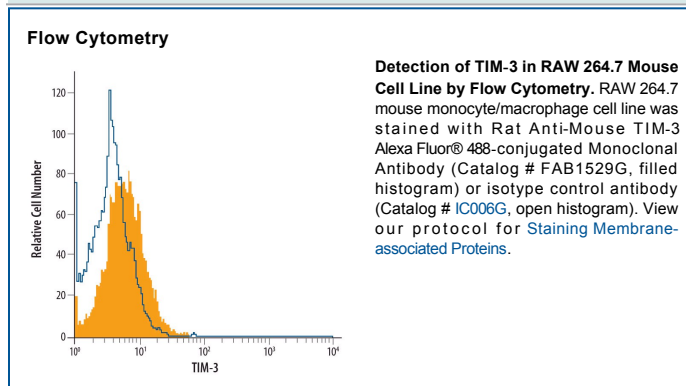 Flow Cytometry
Detection of TIM-3 in RAW 264.7 Mouse
Cell Line by Flow Cytometry. RAW 264.7
mouse monocyte/macrophage cell line was
stained with Rat Anti-Mouse TIM-3
Alexa Fluor® 488-conjugated Monoclonal
Antibody (Catalog # FAB1529G, filled
histogram) or isotype control antibody
(Catalog # IC006G, open histogram). View
our protocol for Staining Membrane-
associated Proteins.
Relative Cell Number
120
100
80
60
40
20
0
10⁰ 10¹ 10² 10³ 10⁴
TIM-3